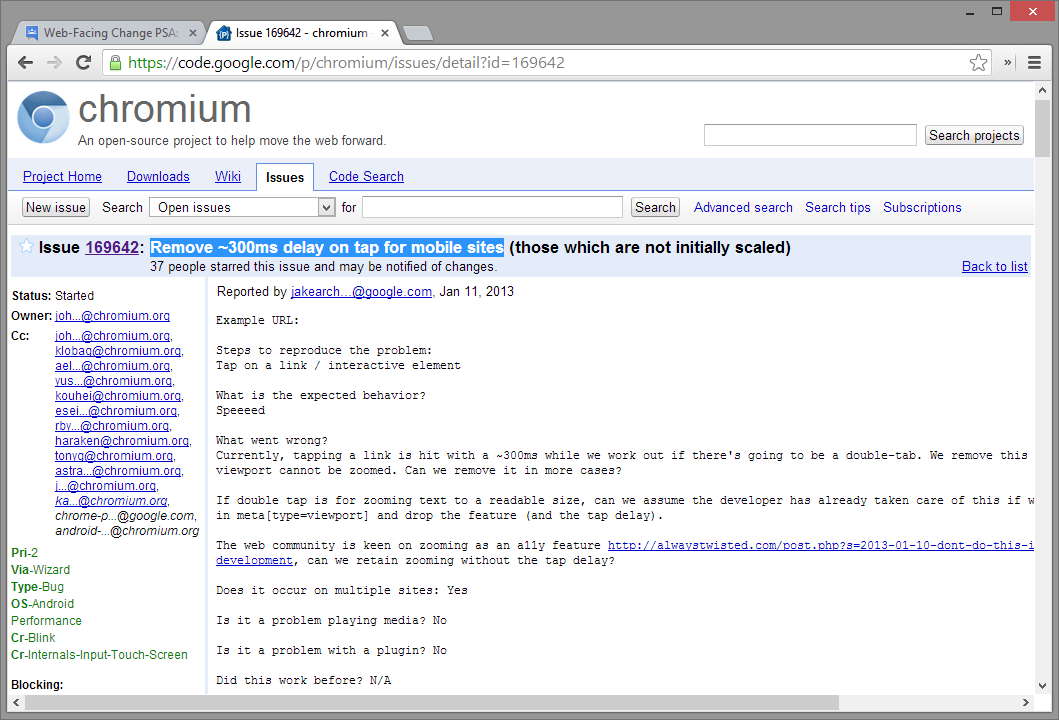 Web-Facing Change PSA:
Issue 169642 - chromium
https://code.google.com/p/chromium/issues/detail?id=169642
chromium
An open-source project to help move the web forward.
Search projects
Project Home Downloads Wiki Issues Code Search
New issue Search Open issues for Search Advanced search Search tips Subscriptions
Issue 169642: Remove ~300ms delay on tap for mobile sites (those which are not initially scaled)
37 people starred this issue and may be notified of changes. Back to list
Status: Started
Owner: joh...@chromium.org
Cc: joh...@chromium.org,
klobag@chromium.org,
ael...@chromium.org,
yus...@chromium.org,
kouhei@chromium.org,
esei...@chromium.org,
rby...@chromium.org,
haraken@chromium.org,
tonyg@chromium.org,
astra...@chromium.org,
j...@chromium.org,
ka...@chromium.org,
chrome-p...@google.com,
android-...@chromium.org
Pri-2
Via-Wizard
Type-Bug
OS-Android
Performance
Cr-Blink
Cr-Internals-Input-Touch-Screen
Blocking:
Reported by jakearch...@google.com, Jan 11, 2013
Example URL:
Steps to reproduce the problem:
Tap on a link / interactive element
What is the expected behavior?
Speeeed
What went wrong?
Currently, tapping a link is hit with a ~300ms while we work out if there's going to be a double-tab. We remove this
viewport cannot be zoomed. Can we remove it in more cases?
If double tap is for zooming text to a readable size, can we assume the developer has already taken care of this if w
in meta[type=viewport] and drop the feature (and the tap delay).
The web community is keen on zooming as an a11y feature http://alwaystwisted.com/post.php?s=2013-01-10-dont-do-this-i
development, can we retain zooming without the tap delay?
Does it occur on multiple sites: Yes
Is it a problem playing media? No
Is it a problem with a plugin? No
Did this work before? N/A